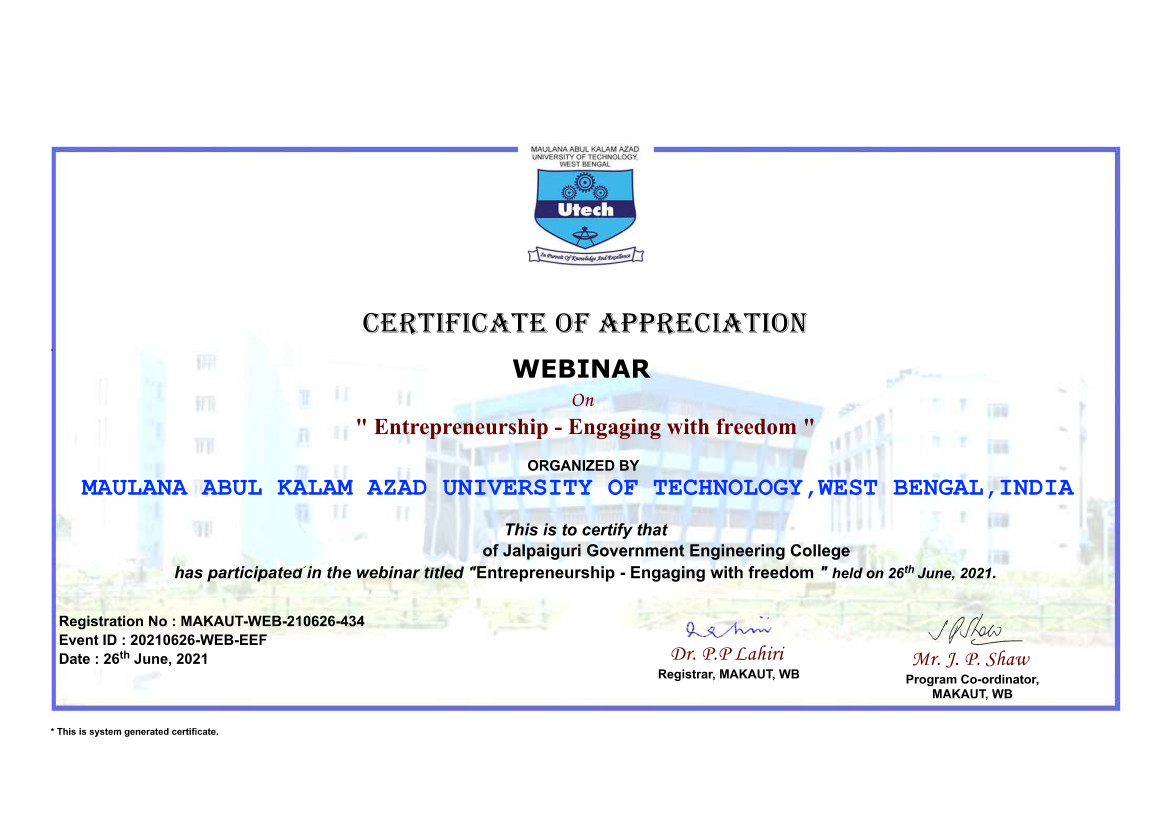 MAULANA ABUL KALAM AZAD
UNIVERSITY OF TECHNOLOGY,
WEST BENGAL
Utech
In Pursuit Of Knowledge And Excellence
CERTIFICATE OF APPRECIATION
WEBINAR
On
" Entrepreneurship - Engaging with freedom "
ORGANIZED BY
MAULANA ABUL KALAM AZAD UNIVERSITY OF TECHNOLOGY,WEST BENGAL,INDIA
This is to certify that
of Jalpaiguri Government Engineering College
has participated in the webinar titled "Entrepreneurship - Engaging with freedom " held on 26th June, 2021.
Registration No : MAKAUT-WEB-210626-434
Event ID : 20210626-WEB-EEF
Date : 26th June, 2021
Lahiri
Dr. P.P Lahiri
Registrar, MAKAUT, WB
J P Shaw
Mr. J. P. Shaw
Program Co-ordinator,
MAKAUT, WB
* This is system generated certificate.